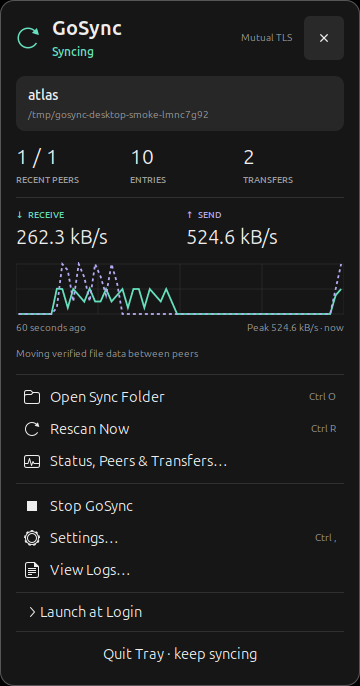 GoSync
Syncing
Mutual TLS
×
atlas
/tmp/gosync-desktop-smoke-lmnc7g92
1 / 1
10
2
RECENT PEERS
ENTRIES
TRANSFERS
↓ RECEIVE
↑ SEND
262.3 kB/s
524.6 kB/s
60 seconds ago
Peak 524.6 kB/s · now
Moving verified file data between peers
Open Sync Folder
Ctrl O
Rescan Now
Ctrl R
Status, Peers & Transfers…
Stop GoSync
Settings…
Ctrl ,
View Logs…
Launch at Login
Quit Tray · keep syncing